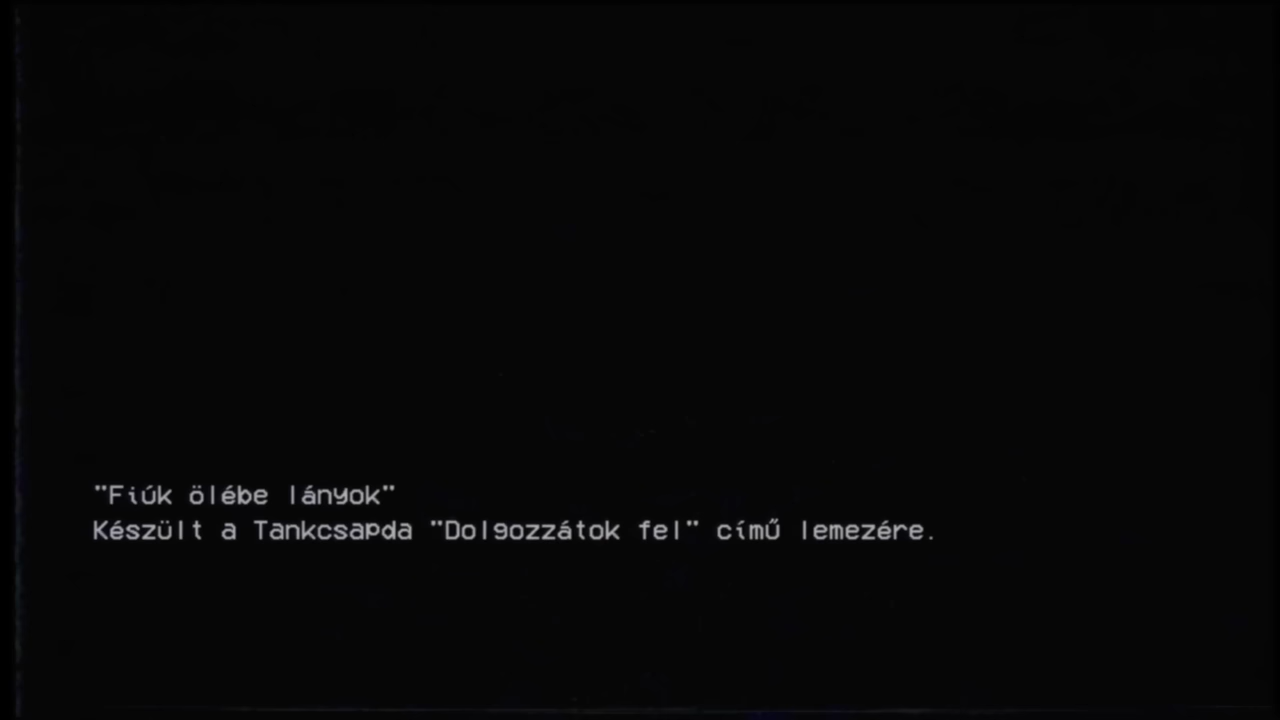 "Fiúk ölébe lányok"
Készült a Tankcsapda "Dolgozzátok fel" című lemezére.